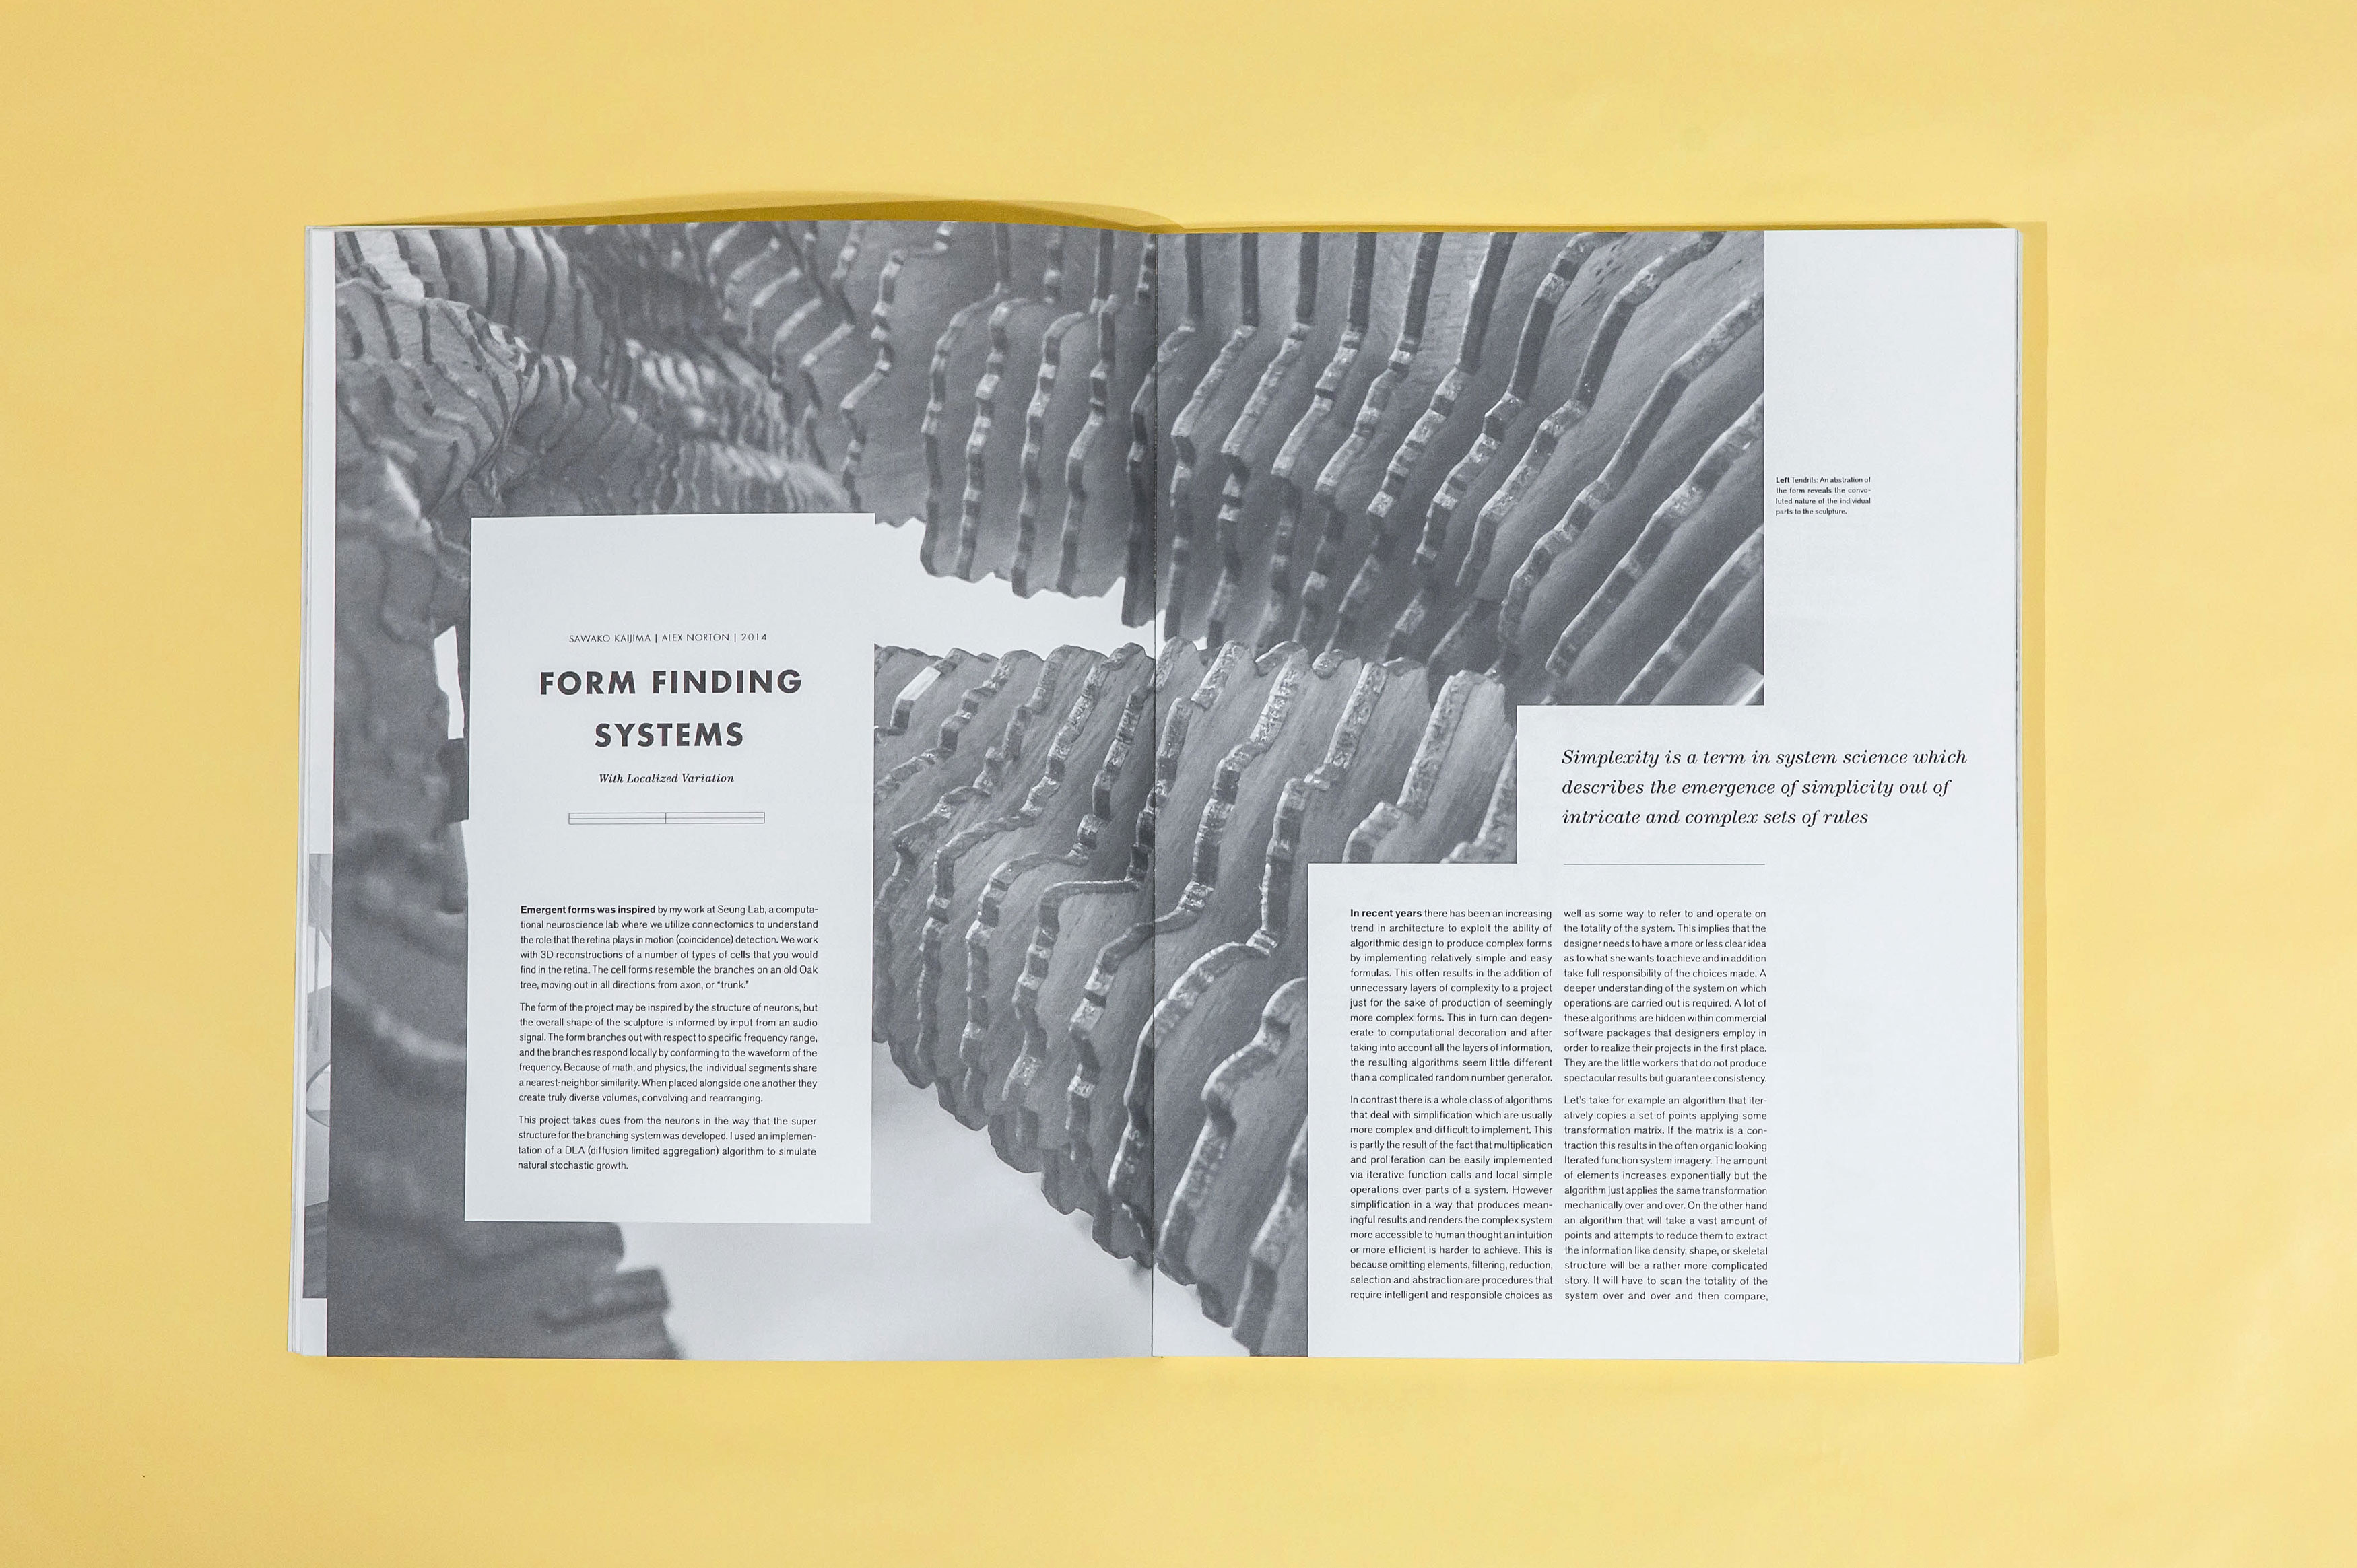 SAWAKO KAIJIMA | ALEX NORTON | 2014
FORM FINDING
SYSTEMS
With Localized Variation
Emergent forms was inspired by my work at Seung Lab, a computa-
tional neuroscience lab where we utilize connectomics to understand
the role that the retina plays in motion (coincidence) detection. We work
with 3D reconstructions of a number of types of cells that you would
find in the retina. The cell forms resemble the branches on an old Oak
tree, moving out in all directions from axon, or "trunk."
The form of the project may be inspired by the structure of neurons, but
the overall shape of the sculpture is informed by input from an audio
signal. The form branches out with respect to specific frequency range,
and the branches respond locally by conforming to the waveform of the
frequency. Because of math, and physics, the individual segments share
a nearest-neighbor similarity. When placed alongside one another they
create truly diverse volumes, convolving and rearranging.
This project takes cues from the neurons in the way that the super
structure for the branching system was developed. I used an implemen-
tation of a DLA (diffusion limited aggregation) algorithm to simulate
natural stochastic growth.
Left Tendrils: An abstration of
the form reveals the convo-
luted nature of the individual
parts to the sculpture.
Simplexity is a term in system science which
describes the emergence of simplicity out of
intricate and complex sets of rules
In recent years there has been an increasing
trend in architecture to exploit the ability of
algorithmic design to produce complex forms
by implementing relatively simple and easy
formulas. This often results in the addition of
unnecessary layers of complexity to a project
just for the sake of production of seemingly
more complex forms. This in turn can degen-
erate to computational decoration and after
taking into account all the layers of information,
the resulting algorithms seem little different
than a complicated random number generator.
In contrast there is a whole class of algorithms
that deal with simplification which are usually
more complex and difficult to implement. This
is partly the result of the fact that multiplication
and proliferation can be easily implemented
via iterative function calls and local simple
operations over parts of a system. However
simplification in a way that produces mean-
ingful results and renders the complex system
more accessible to human thought an intuition
or more efficient is harder to achieve. This is
because omitting elements, filtering, reduction,
selection and abstraction are procedures that
require intelligent and responsible choices as
well as some way to refer to and operate on
the totality of the system. This implies that the
designer needs to have a more or less clear idea
as to what she wants to achieve and in addition
take full responsibility of the choices made. A
deeper understanding of the system on which
operations are carried out is required. A lot of
these algorithms are hidden within commercial
software packages that designers employ in
order to realize their projects in the first place.
They are the little workers that do not produce
spectacular results but guarantee consistency.
Let's take for example an algorithm that iter-
atively copies a set of points applying some
transformation matrix. If the matrix is a con-
traction this results in the often organic looking
Iterated function system imagery. The amount
of elements increases exponentially but the
algorithm just applies the same transformation
mechanically over and over. On the other hand
an algorithm that will take a vast amount of
points and attempts to reduce them to extract
the information like density, shape, or skeletal
structure will be a rather more complicated
story. It will have to scan the totality of the
system over and over and then compare,